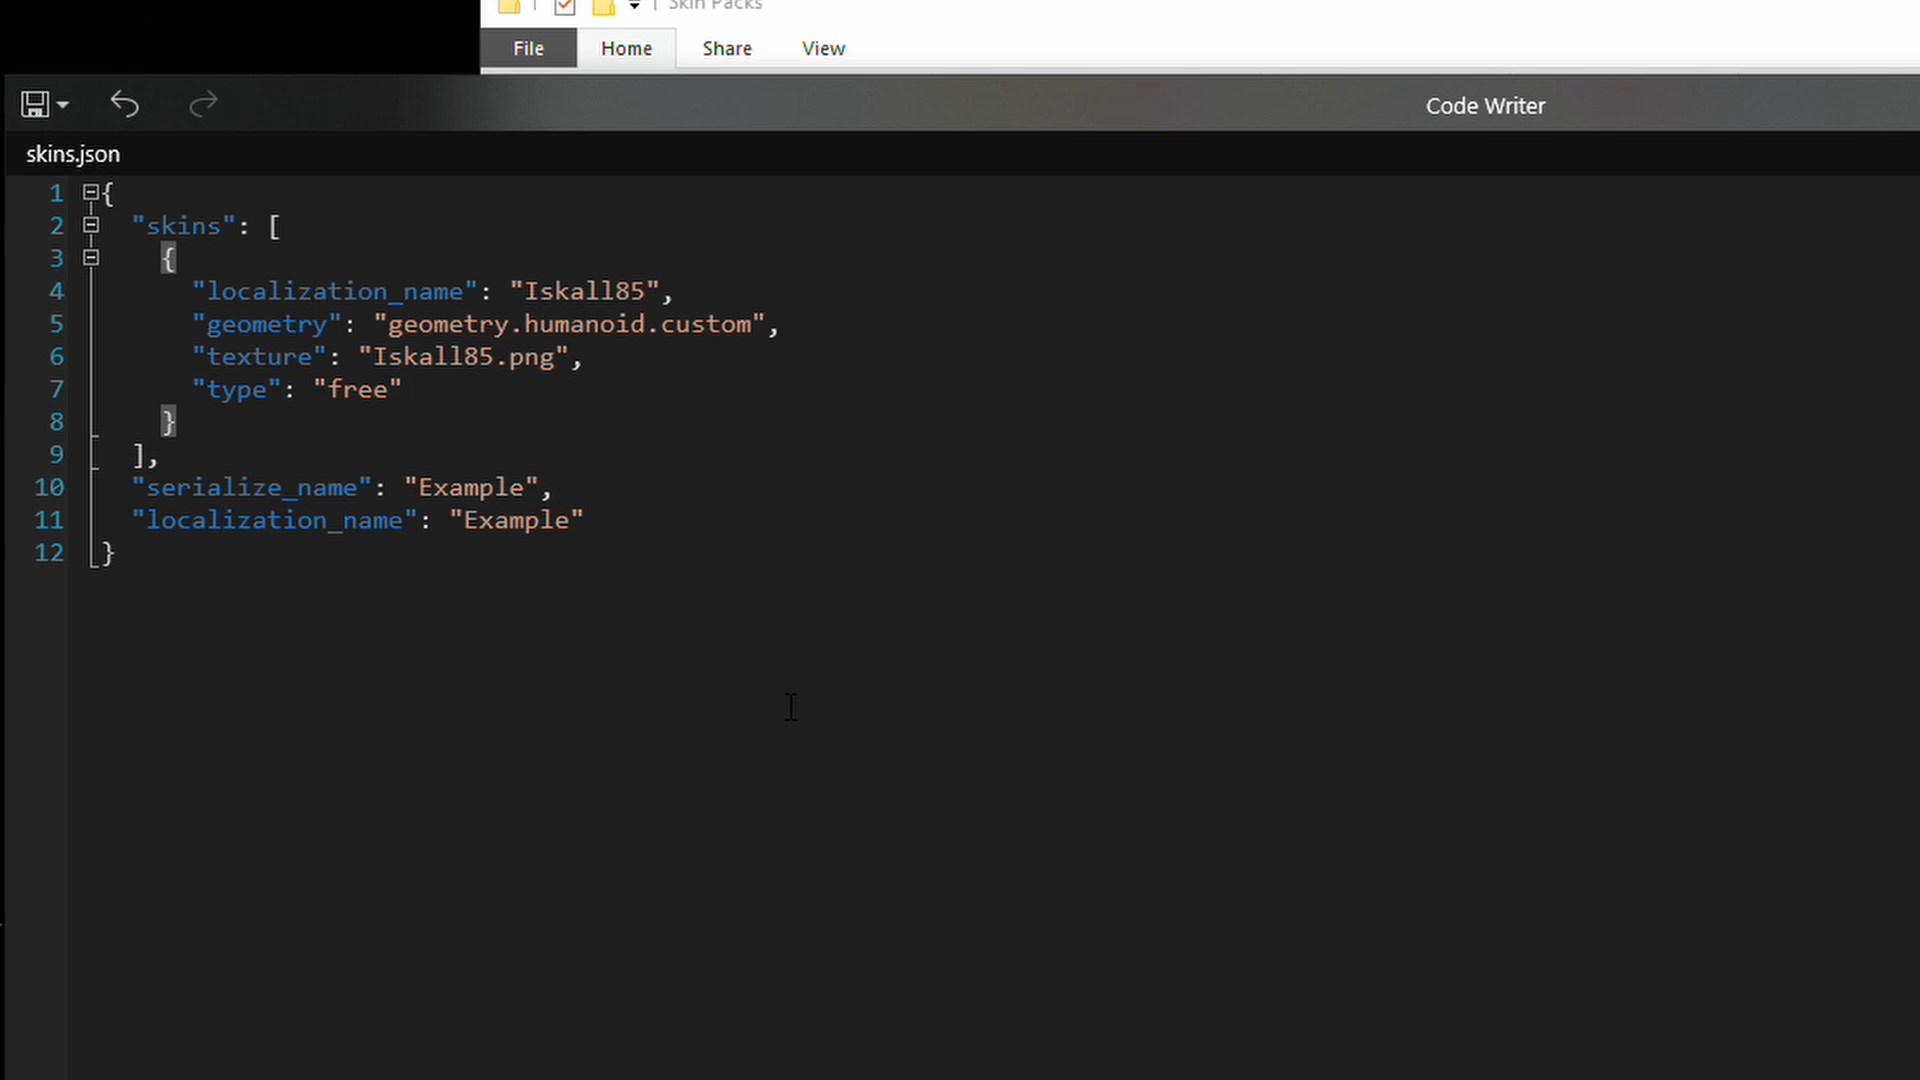 Skin Packs
File Home Share View
Code Writer
skins.json
1 {
2 "skins": [
3 {
4 "localization_name": "Iskall85",
5 "geometry": "geometry.humanoid.custom",
6 "texture": "Iskall85.png",
7 "type": "free"
8 }
9 ],
10 "serialize_name": "Example",
11 "localization_name": "Example"
12 }